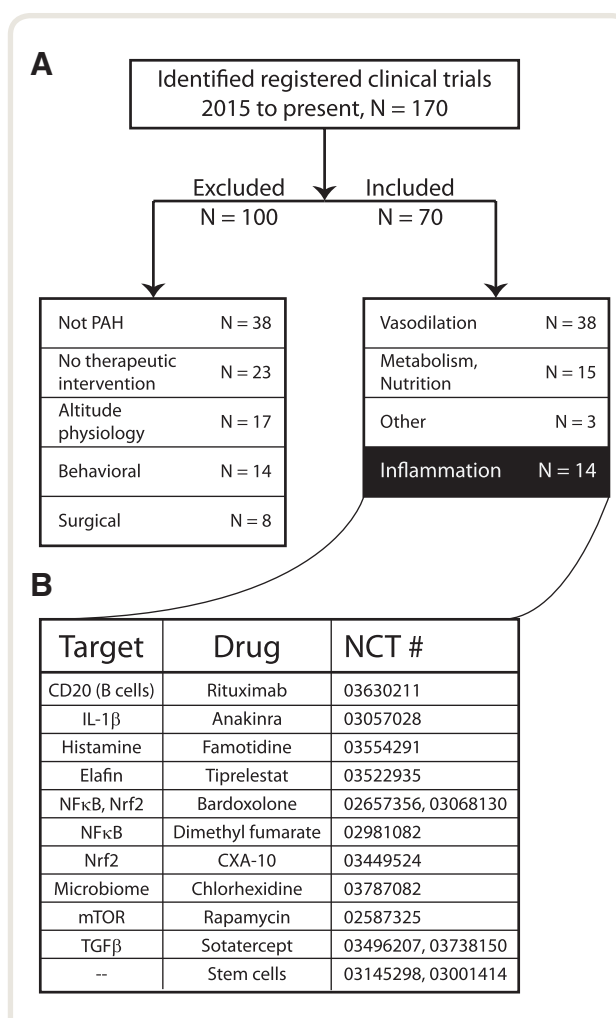 A
Identified registered clinical trials
2015 to present, N = 170
Excluded
N = 100
Included
N = 70
Not PAH N = 38
No therapeutic
intervention N = 23
Altitude
physiology N = 17
Behavioral N = 14
Surgical N = 8
Vasodilation N = 38
Metabolism,
Nutrition N = 15
Other N = 3
Inflammation N = 14
B
Target Drug NCT #
CD20 (B cells) Rituximab 03630211
IL-1β Anakinra 03057028
Histamine Famotidine 03554291
Elafin Tiprelestat 03522935
NFκB, Nrf2 Bardoxolone 02657356, 03068130
NFκB Dimethyl fumarate 02981082
Nrf2 CXA-10 03449524
Microbiome Chlorhexidine 03787082
mTOR Rapamycin 02587325
TGFβ Sotatercept 03496207, 03738150
-- Stem cells 03145298, 03001414